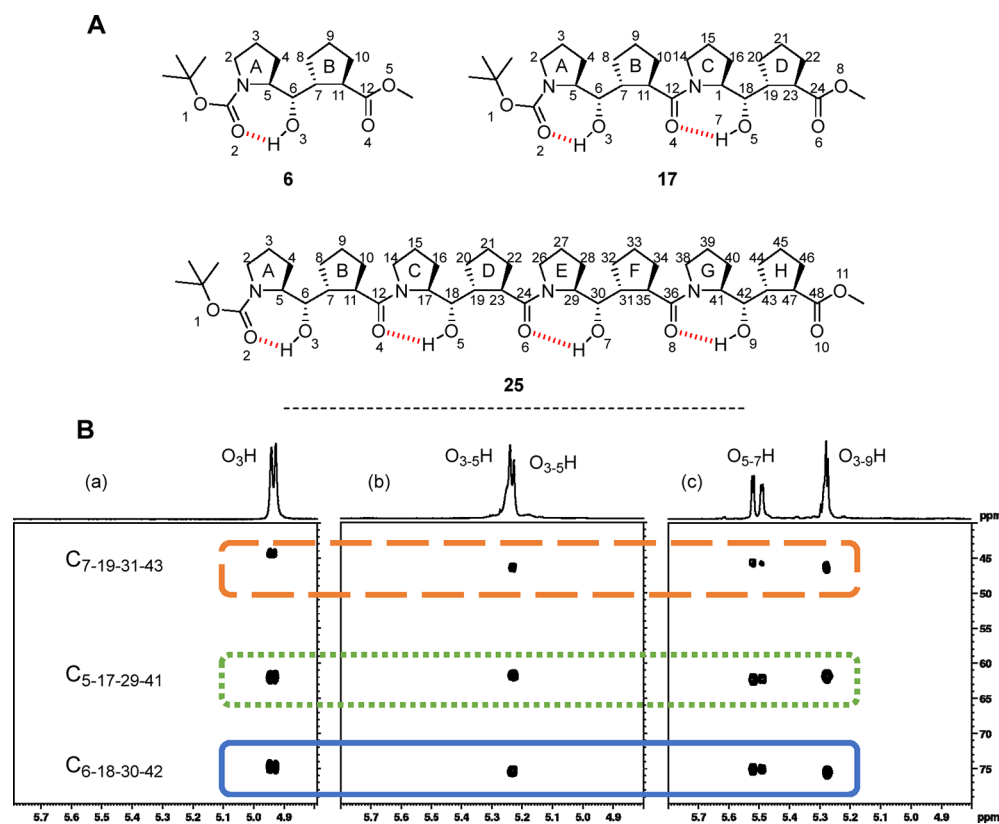 A
3 9 3 9 15 21
2 A 4 8 B 10 5 2 A 4 8 B 10 14 C 16 20 D 22 8
N 5 6 7 11 12 O N 5 6 7 11 12 N 1 18 19 23 24 O
O O H O O O O H O O 7 H O O
1 2 3 4 1 2 3 4 5 6
6 17
3 9 15 21 27 33 39 45
2 A 4 8 B 10 14 C 16 20 D 22 26 E 28 32 F 34 38 G 40 44 H 46 11
N 5 6 7 11 12 N 17 18 19 23 24 N 29 30 31 35 36 N 41 42 43 47 48 O
O O H O O H O O H O O H O O
1 2 3 4 5 6 7 8 9 10
25
B
O3H O3-5H O3-5H O5-7H O3-9H
(a) (b) (c)
ppm
C7-19-31-43 45
50
55
C5-17-29-41 60
65
70
C6-18-30-42 75
5.7 5.6 5.5 5.4 5.3 5.2 5.1 5.0 4.9 5.7 5.6 5.5 5.4 5.3 5.2 5.1 5.0 4.9 5.7 5.6 5.5 5.4 5.3 5.2 5.1 5.0 4.9 ppm